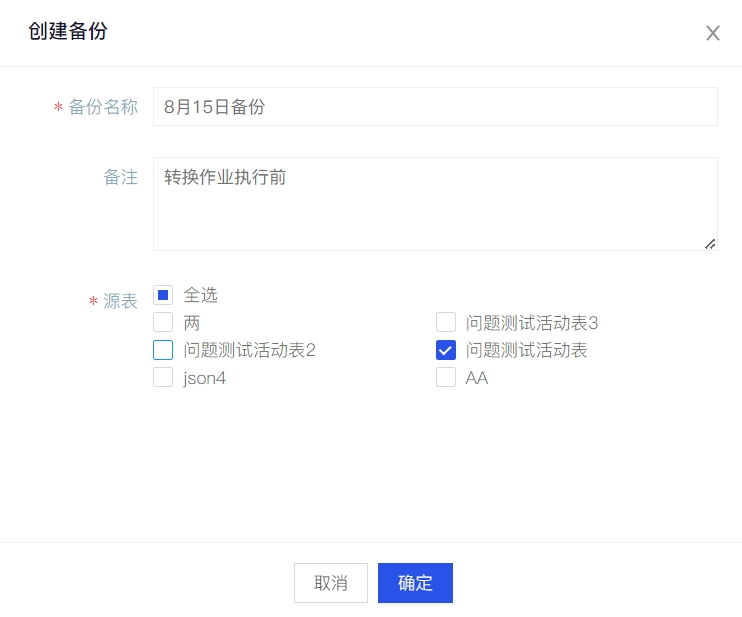 创建备份
* 备份名称 8月15日备份
备注 转换作业执行前
* 源表 全选
两 问题测试活动表3
问题测试活动表2 问题测试活动表
json4 AA
取消 确定